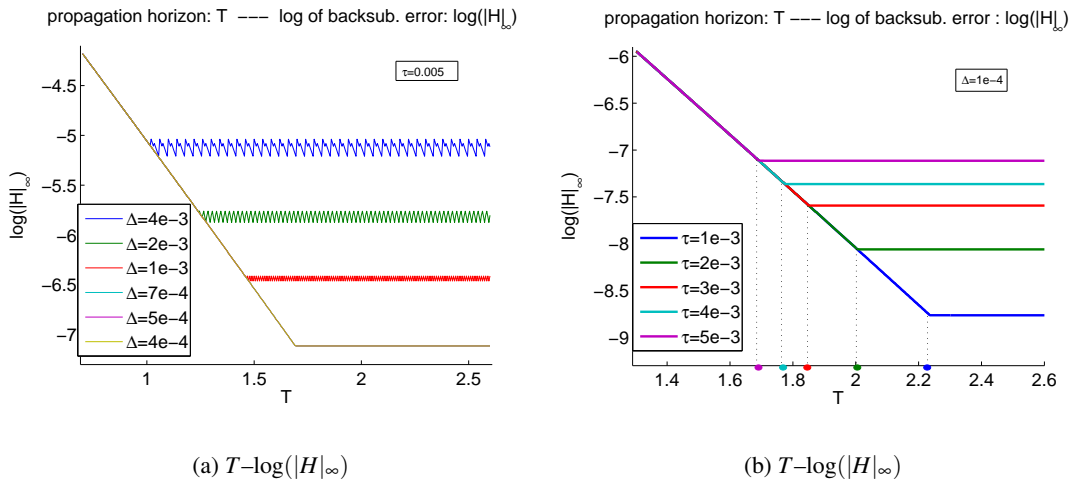 propagation horizon: T −−− log of backsub. error: log(|H|∞)
τ=0.005
log(|H|∞)
−4.5
−5
−5.5
−6
−6.5
−7
Δ=4e−3
Δ=2e−3
Δ=1e−3
Δ=7e−4
Δ=5e−4
Δ=4e−4
1
1.5
2
2.5
T
(a) T–log(|H|∞)
propagation horizon: T −−− log of backsub. error : log(|H|∞)
Δ=1e−4
log(|H|∞)
−6
−6.5
−7
−7.5
−8
−8.5
−9
τ=1e−3
τ=2e−3
τ=3e−3
τ=4e−3
τ=5e−3
1.4
1.6
1.8
2
2.2
2.4
2.6
T
(b) T–log(|H|∞)